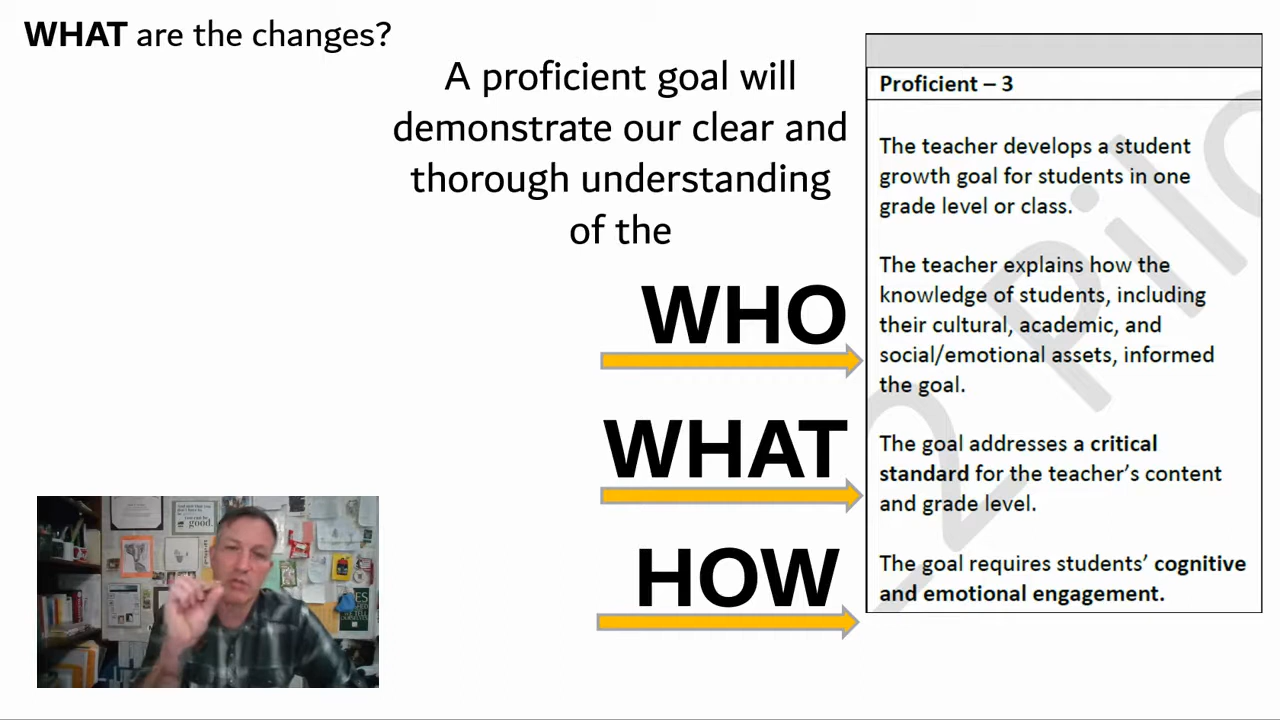 WHAT are the changes?
A proficient goal will
demonstrate our clear and
thorough understanding
of the
WHO
WHAT
HOW
Proficient – 3
The teacher develops a student
growth goal for students in one
grade level or class.
The teacher explains how the
knowledge of students, including
their cultural, academic, and
social/emotional assets, informed
the goal.
The goal addresses a critical
standard for the teacher’s content
and grade level.
The goal requires students’ cognitive
and emotional engagement.
good.